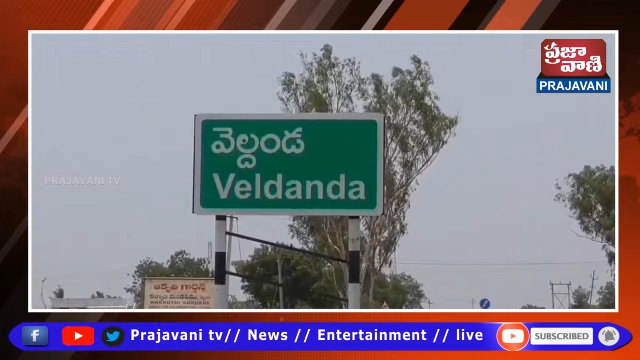 ప్రజా
వాణి
PRAJAVANI
PRAJAVANI TV
వెల్దండ
Veldanda
Prajavani tv// News // Entertainment // live
SUBSCRIBED